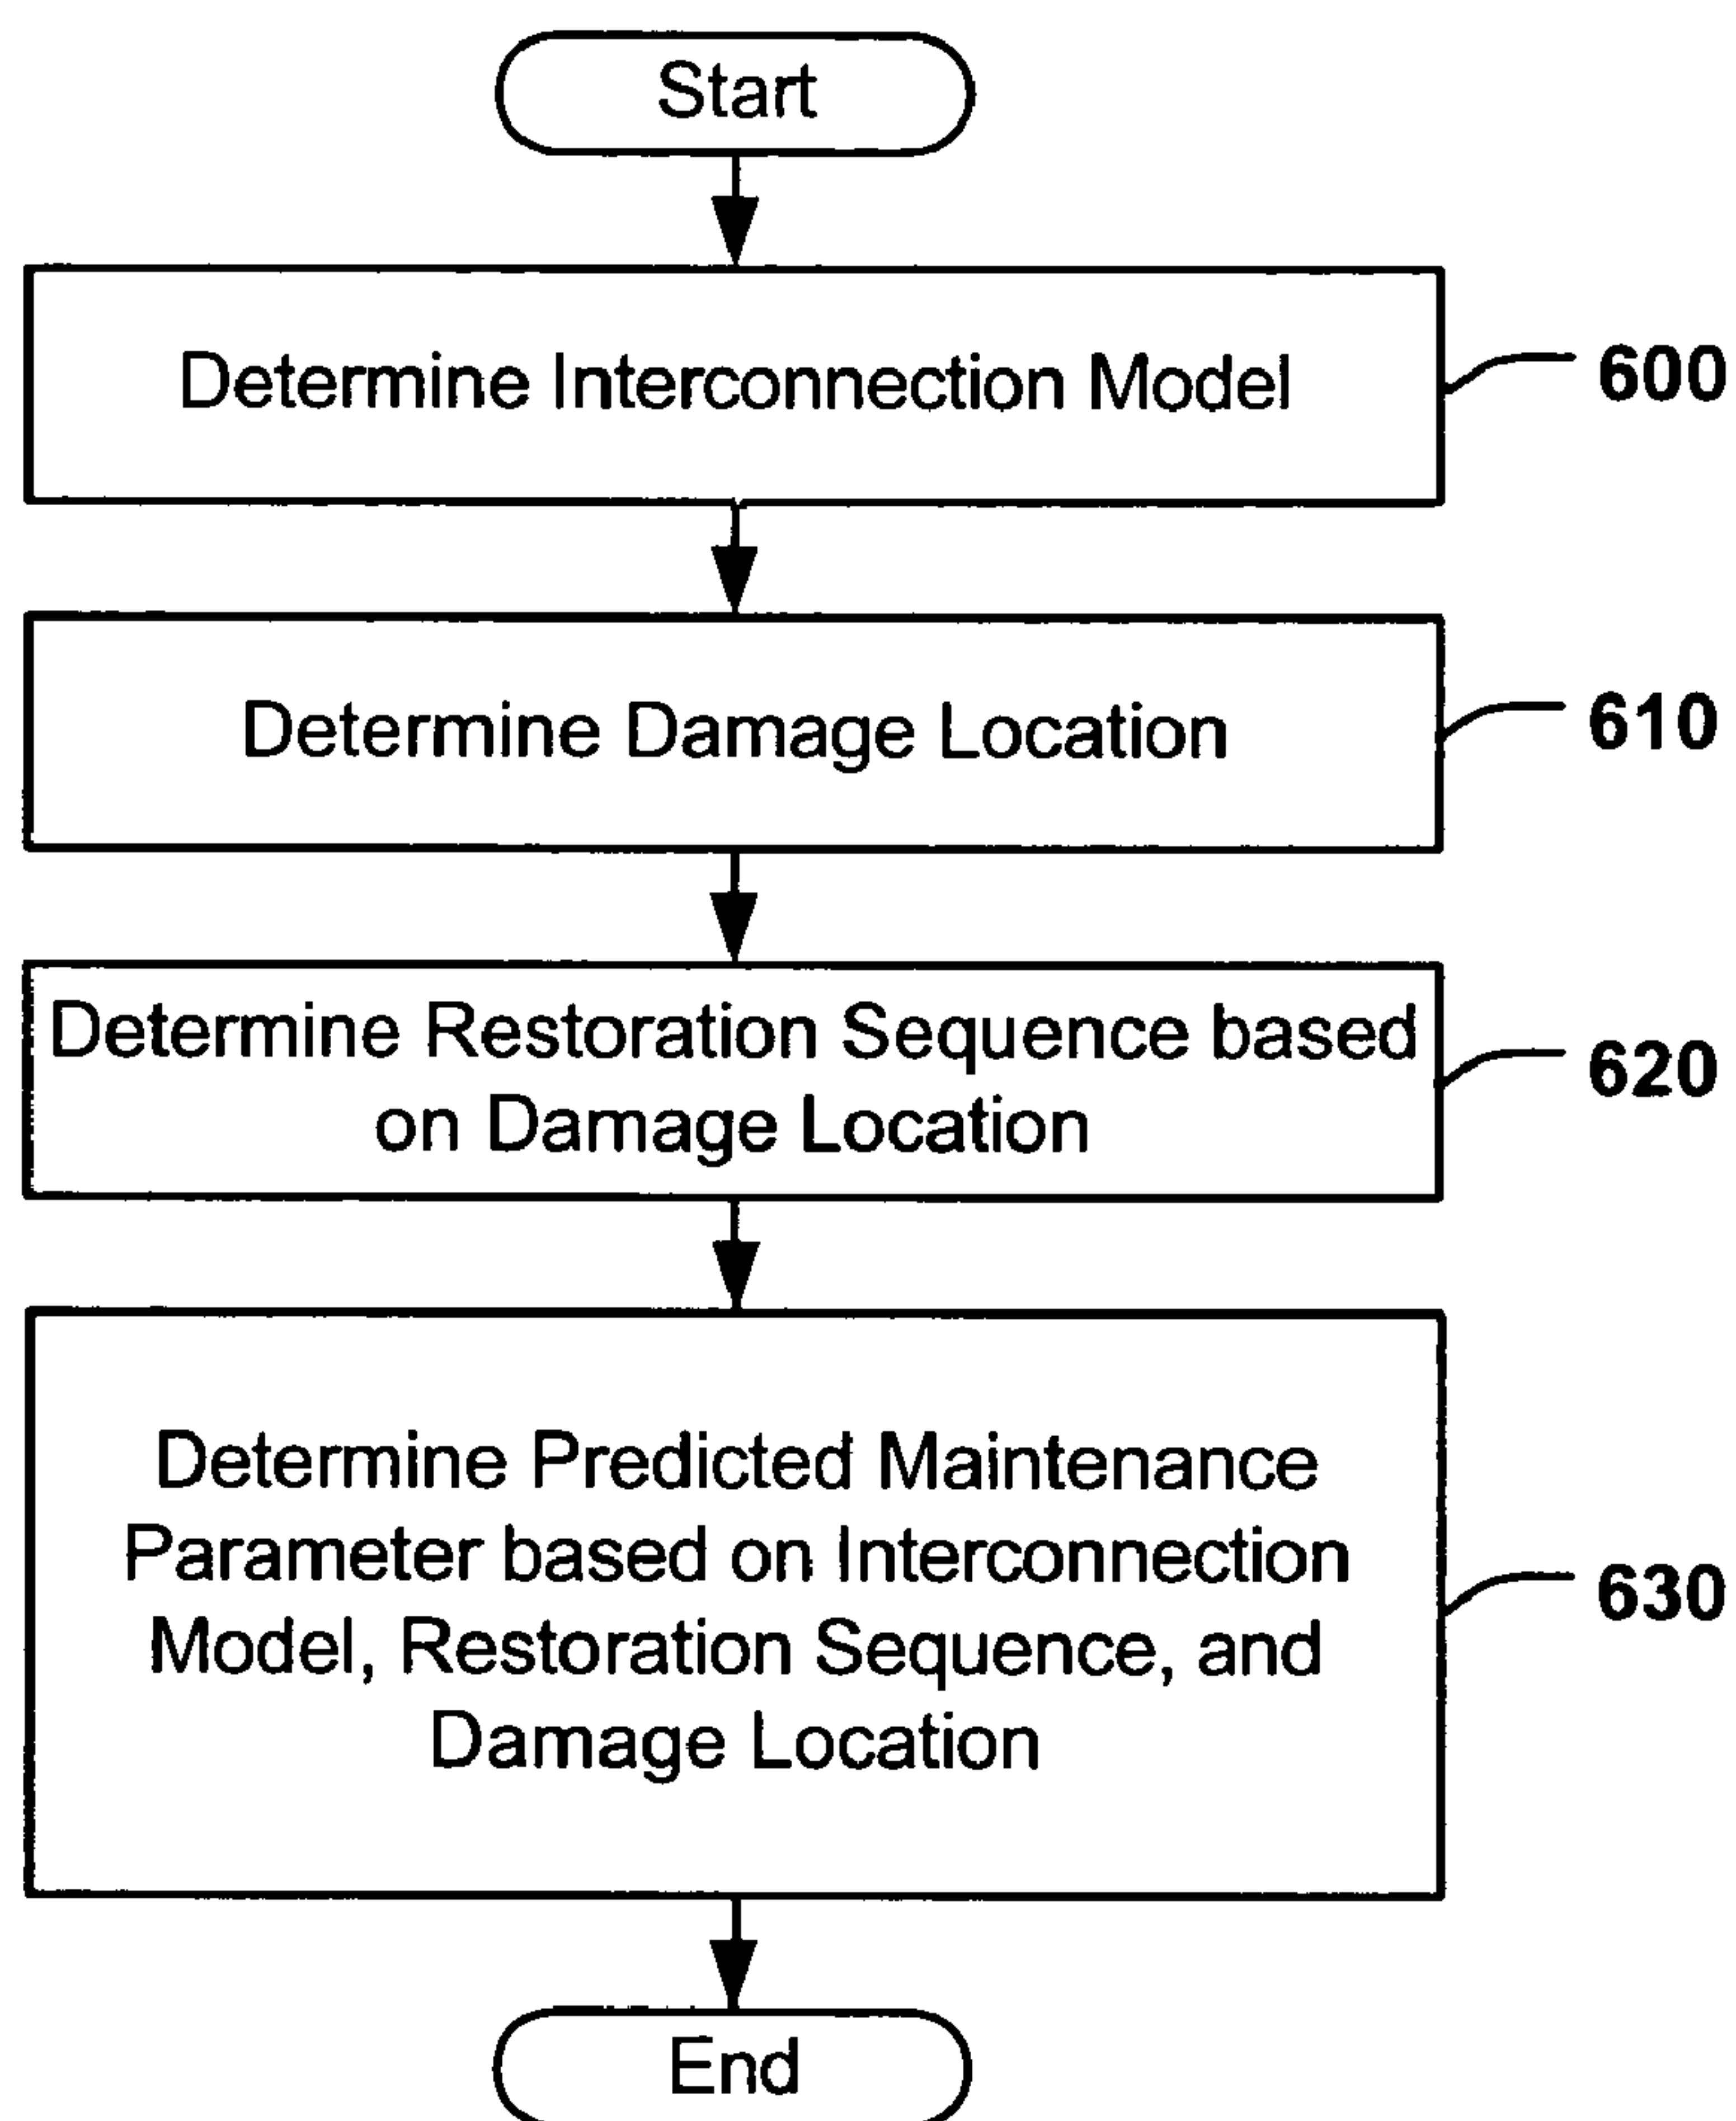 Start
Determine Interconnection Model
600
Determine Damage Location
610
Determine Restoration Sequence based
on Damage Location
620
Determine Predicted Maintenance
Parameter based on Interconnection
Model, Restoration Sequence, and
Damage Location
630
End